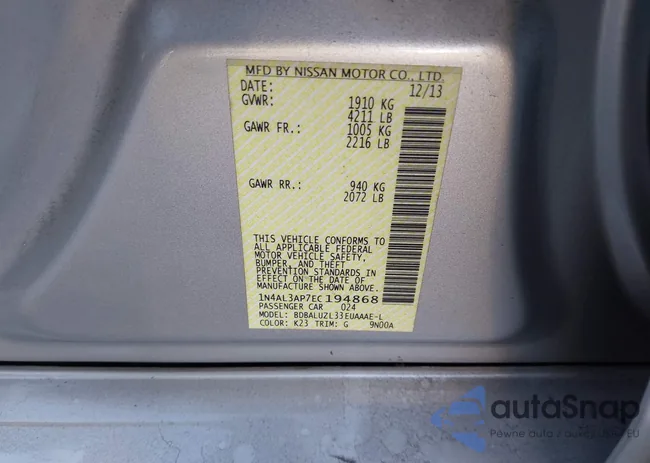 MFD BY NISSAN MOTOR CO., LTD.
DATE: 12/13
GVWR: 1910 KG
4211 LB
GAWR FR.: 1005 KG
2216 LB
GAWR RR.: 940 KG
2072 LB
THIS VEHICLE CONFORMS TO
ALL APPLICABLE FEDERAL
MOTOR VEHICLE SAFETY,
BUMPER, AND THEFT
PREVENTION STANDARDS IN
EFFECT ON THE DATE OF
MANUFACTURE SHOWN ABOVE.
1N4AL3AP7EC194868
PASSENGER CAR 024
MODEL: BDBALUZL33EUAAAE-L
COLOR: K23 TRIM: G 9N00A
autaSnap
Pewne auta z